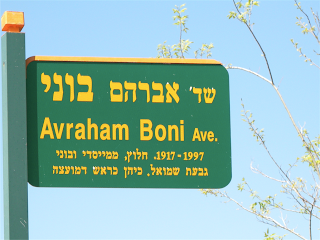 שד' אברהם בוני
Avraham Boni Ave.
1917-1997, חלוץ, ממייסדי ובוני
גבעת שמואל. כיהן כראש המועצה